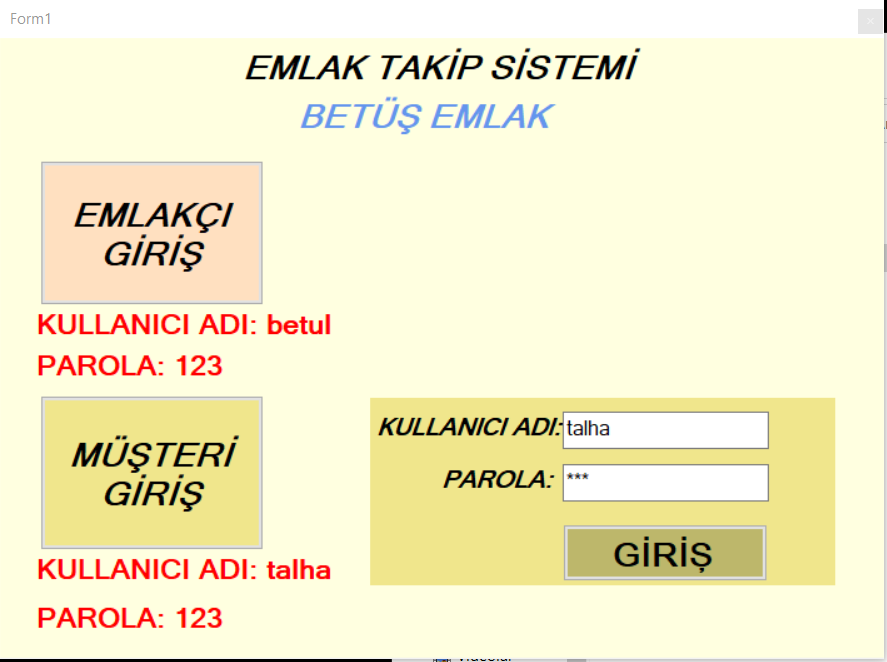 Form1
EMLAK TAKİP SİSTEMİ
BETÜŞ EMLAK
EMLAKÇI
GİRİŞ
KULLANICI ADI: betul
PAROLA: 123
MÜŞTERİ
GİRİŞ
KULLANICI ADI: talha
PAROLA: 123
KULLANICI ADI: talha
PAROLA: ***
GİRİŞ